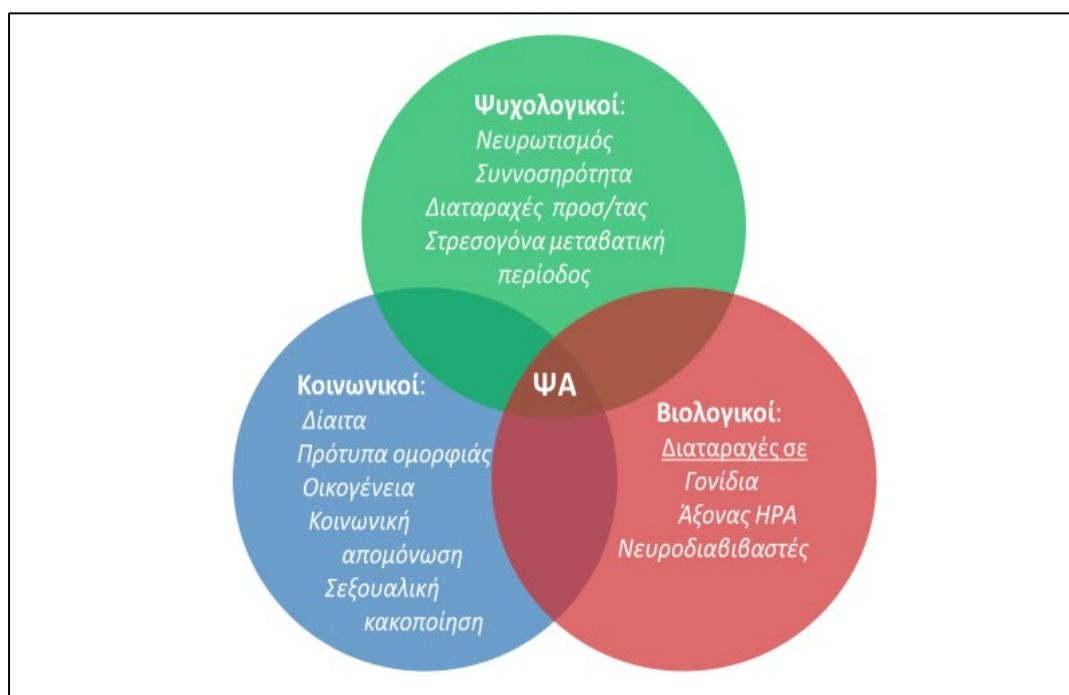 Ψυχολογικοί:
Νευρωτισμός
Συννοσηρότητα
Διαταραχές προσ/τας
Στρεσογόνα μεταβατική
περίοδος
Κοινωνικοί:
Δίαιτα
Πρότυπα ομορφιάς
Οικογένεια
Κοινωνική
απομόνωση
Σεξουαλική
κακοποίηση
ΨΑ
Βιολογικοί:
Διαταραχές σε
Γονίδια
Άξονας HPA
Νευροδιαβιβαστές